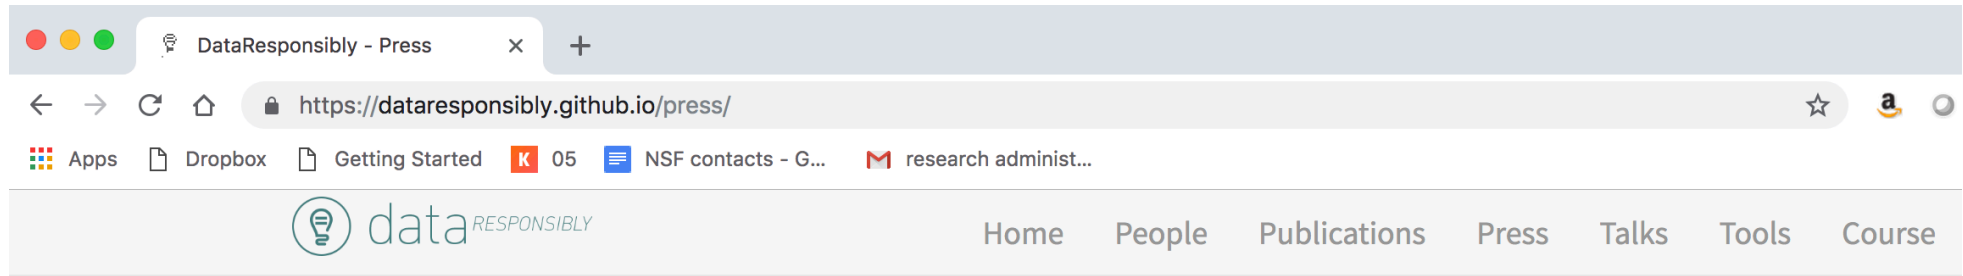 DataResponsibly - Press
https://dataresponsibly.github.io/press/
Apps Dropbox Getting Started K 05 NSF contacts - G... research administ...
data RESPONSIBLY Home People Publications Press Talks Tools Course